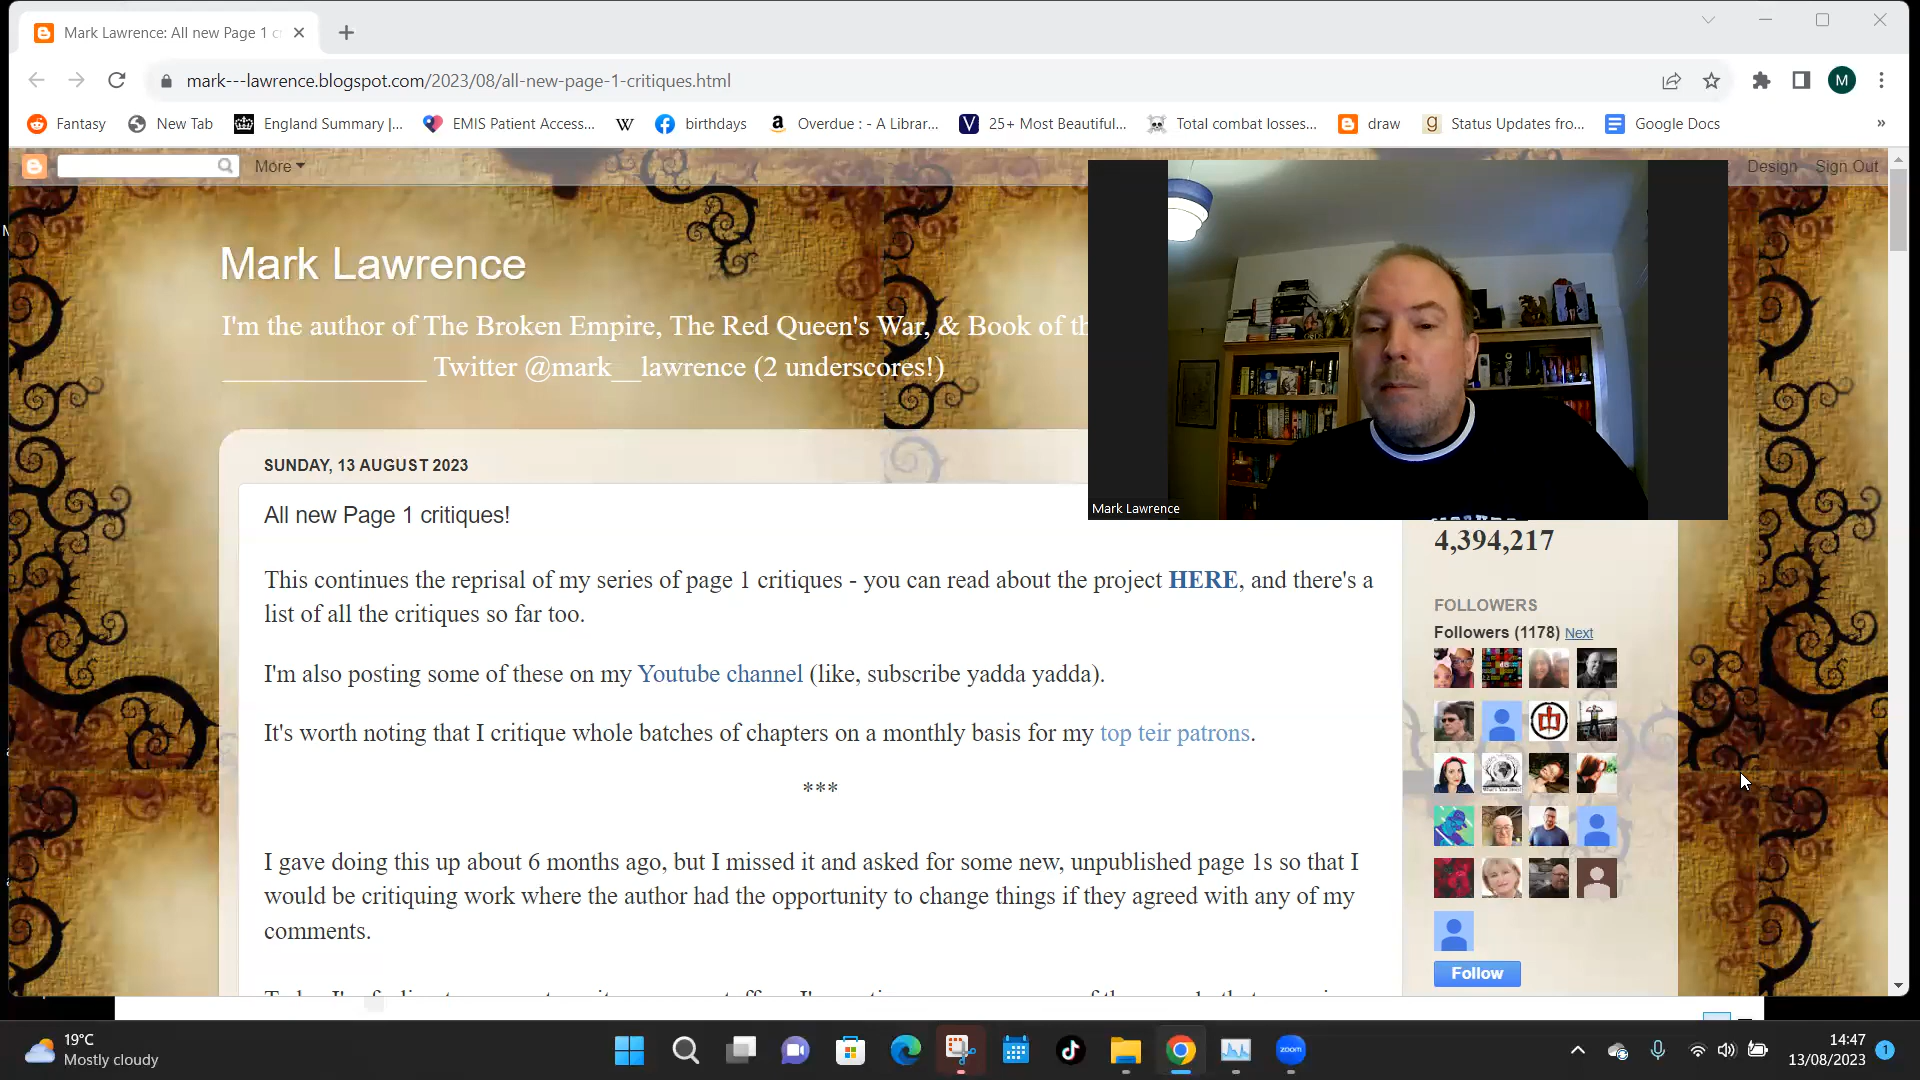 Mark Lawrence: All new Page 1 c
mark---lawrence.blogspot.com/2023/08/all-new-page-1-critiques.html
M
Fantasy
New Tab
England Summary |...
EMIS Patient Access...
W
birthdays
Overdue : - A Librar...
25+ Most Beautiful...
Total combat losses...
draw
Status Updates fro...
Google Docs
»
More
Design
Sign Out
Mark Lawrence
I'm the author of The Broken Empire, The Red Queen's War, & Book of th
_______________ Twitter @mark__lawrence (2 underscores!)
Mark Lawrence
SUNDAY, 13 AUGUST 2023
All new Page 1 critiques!
This continues the reprisal of my series of page 1 critiques - you can read about the project HERE, and there's a
list of all the critiques so far too.
I'm also posting some of these on my Youtube channel (like, subscribe yadda yadda).
It's worth noting that I critique whole batches of chapters on a monthly basis for my top teir patrons.
***
I gave doing this up about 6 months ago, but I missed it and asked for some new, unpublished page 1s so that I
would be critiquing work where the author had the opportunity to change things if they agreed with any of my
comments.
4,394,217
FOLLOWERS
Followers (1178) Next
Follow
19°C
Mostly cloudy
zoom
14:47
13/08/2023
1